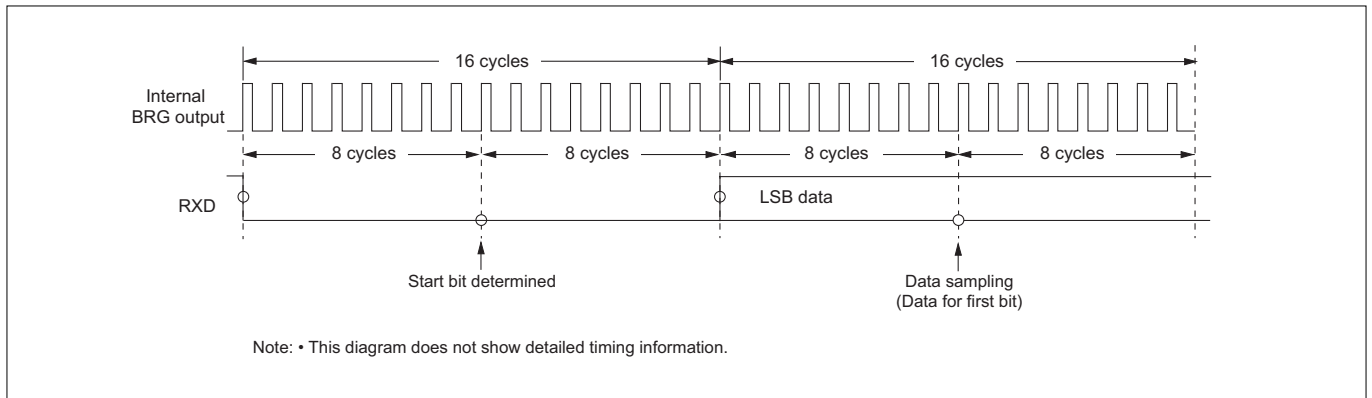 16 cycles
16 cycles
Internal
BRG output
8 cycles
8 cycles
8 cycles
8 cycles
RXD
LSB data
Start bit determined
Data sampling
(Data for first bit)
Note: • This diagram does not show detailed timing information.